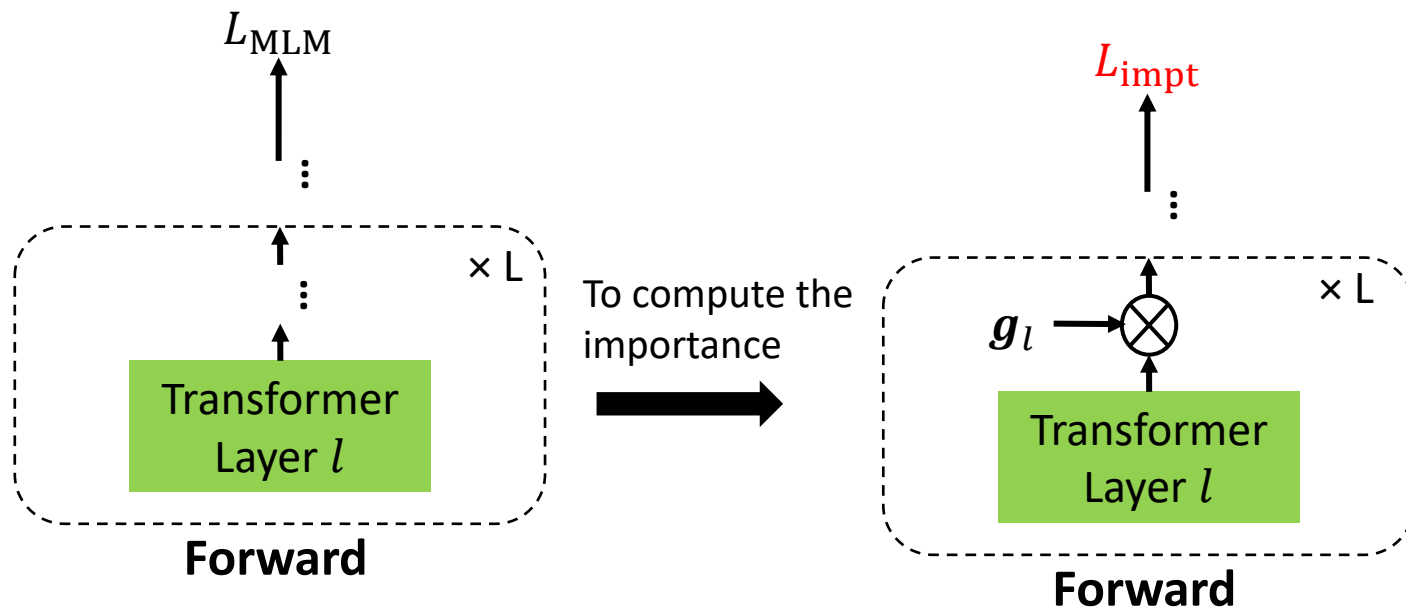 L_MLM
× L
Transformer
Layer l
Forward
To compute the
importance
L_impt
× L
g_l
Transformer
Layer l
Forward